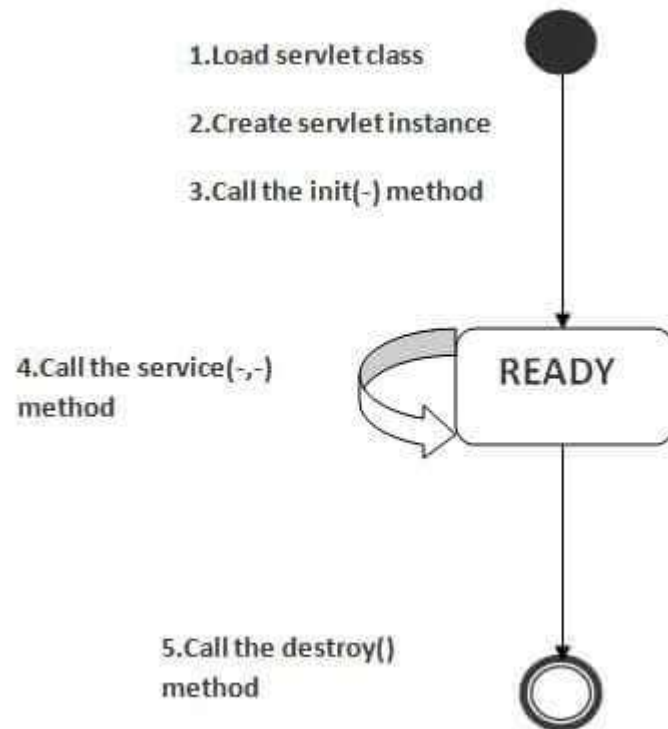 1.Load servlet class
2.Create servlet instance
3.Call the init(-) method
4.Call the service(-,-)
method
READY
5.Call the destroy()
method